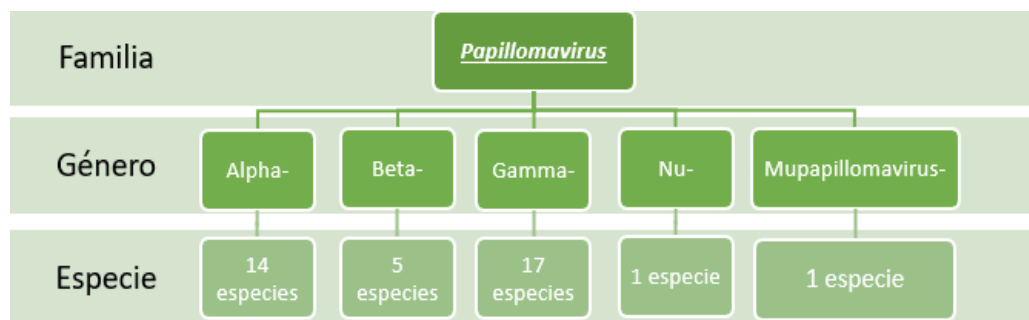 Familia
Papillomavirus
Género
Alpha-
Beta-
Gamma-
Nu-
Mupapillomavirus-
Especie
14
especies
5
especies
17
especies
1 especie
1 especie